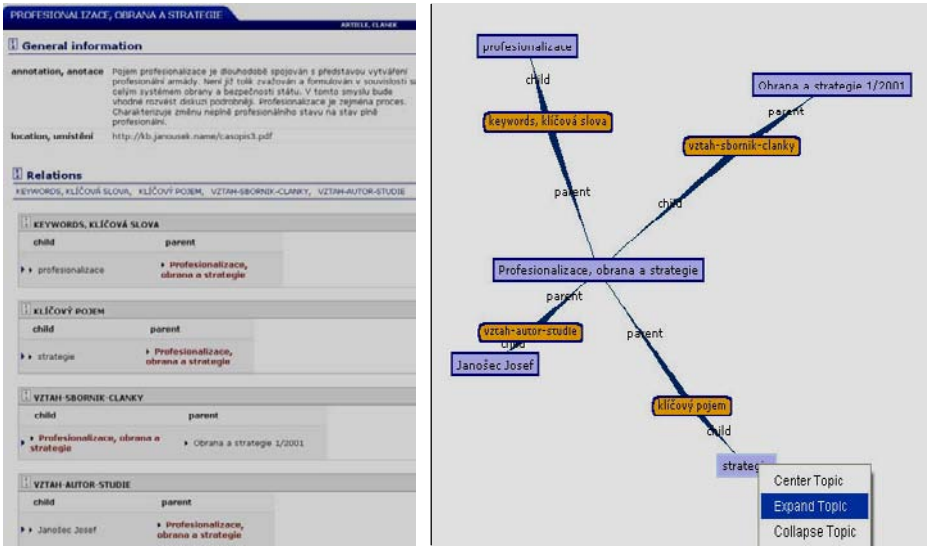 PROFESIONALIZACE, OBRANA A STRATEGIE
ARTICLE, CLANEK
General information
annotation, anotace
Pojem profesionalizace je dlouhodobě spojován s představou vytváření
profesionální armády. Není již tolik zvažován a formulován v souvislosti s
celým systémem obrany a bezpečnosti státu. V tomto smyslu bude
vhodné rozvést diskuzi podrobněji. Profesionalizace je zejména proces.
Charakterizuje změnu neplně profesionálního stavu na stav plně
profesionální.
location, umístění
http://kb.janousek.name/casopis3.pdf
Relations
KEYWORDS, KLÍČOVÁ SLOVA, KLÍČOVÝ POJEM, VZTAH-SBORNIK-CLANKY, VZTAH-AUTOR-STUDIE
KEYWORDS, KLÍČOVÁ SLOVA
child parent
profesionalizace Profesionalizace,
obrana a strategie
KLÍČOVÝ POJEM
child parent
strategie Profesionalizace,
obrana a strategie
VZTAH-SBORNIK-CLANKY
child parent
Profesionalizace, obrana a
strategie Obrana a strategie 1/2001
VZTAH-AUTOR-STUDIE
child parent
Janošec Josef Profesionalizace,
obrana a strategie
profesionalizace
child
keywords, klíčová slova
parent
Obrana a strategie 1/2001
parent
vztah-sbornik-clanky
child
Profesionalizace, obrana a strategie
parent
vztah-autor-studie
child
Janošec Josef
parent
klíčový pojem
child
strategie
Center Topic
Expand Topic
Collapse Topic